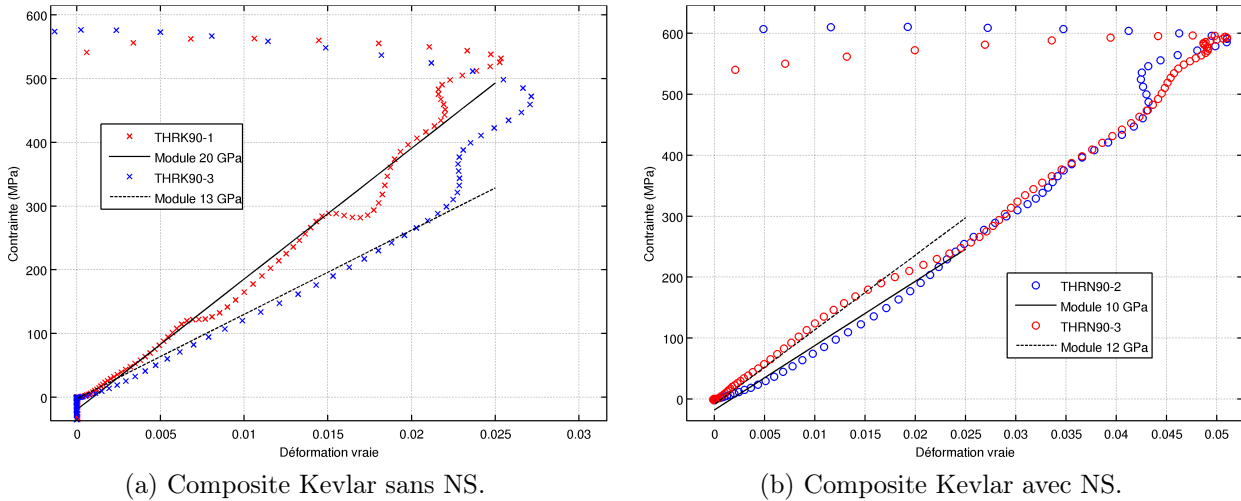 600
500
400
300
200
100
0
Contrainte (MPa)
THRK90-1
Module 20 GPa
THRK90-3
Module 13 GPa
0
0.005
0.01
0.015
0.02
0.025
0.03
Déformation vraie
(a) Composite Kevlar sans NS.
600
500
400
300
200
100
0
Contrainte (MPa)
THRN90-2
Module 10 GPa
THRN90-3
Module 12 GPa
0
0.005
0.01
0.015
0.02
0.025
0.03
0.035
0.04
0.045
0.05
Déformation vraie
(b) Composite Kevlar avec NS.